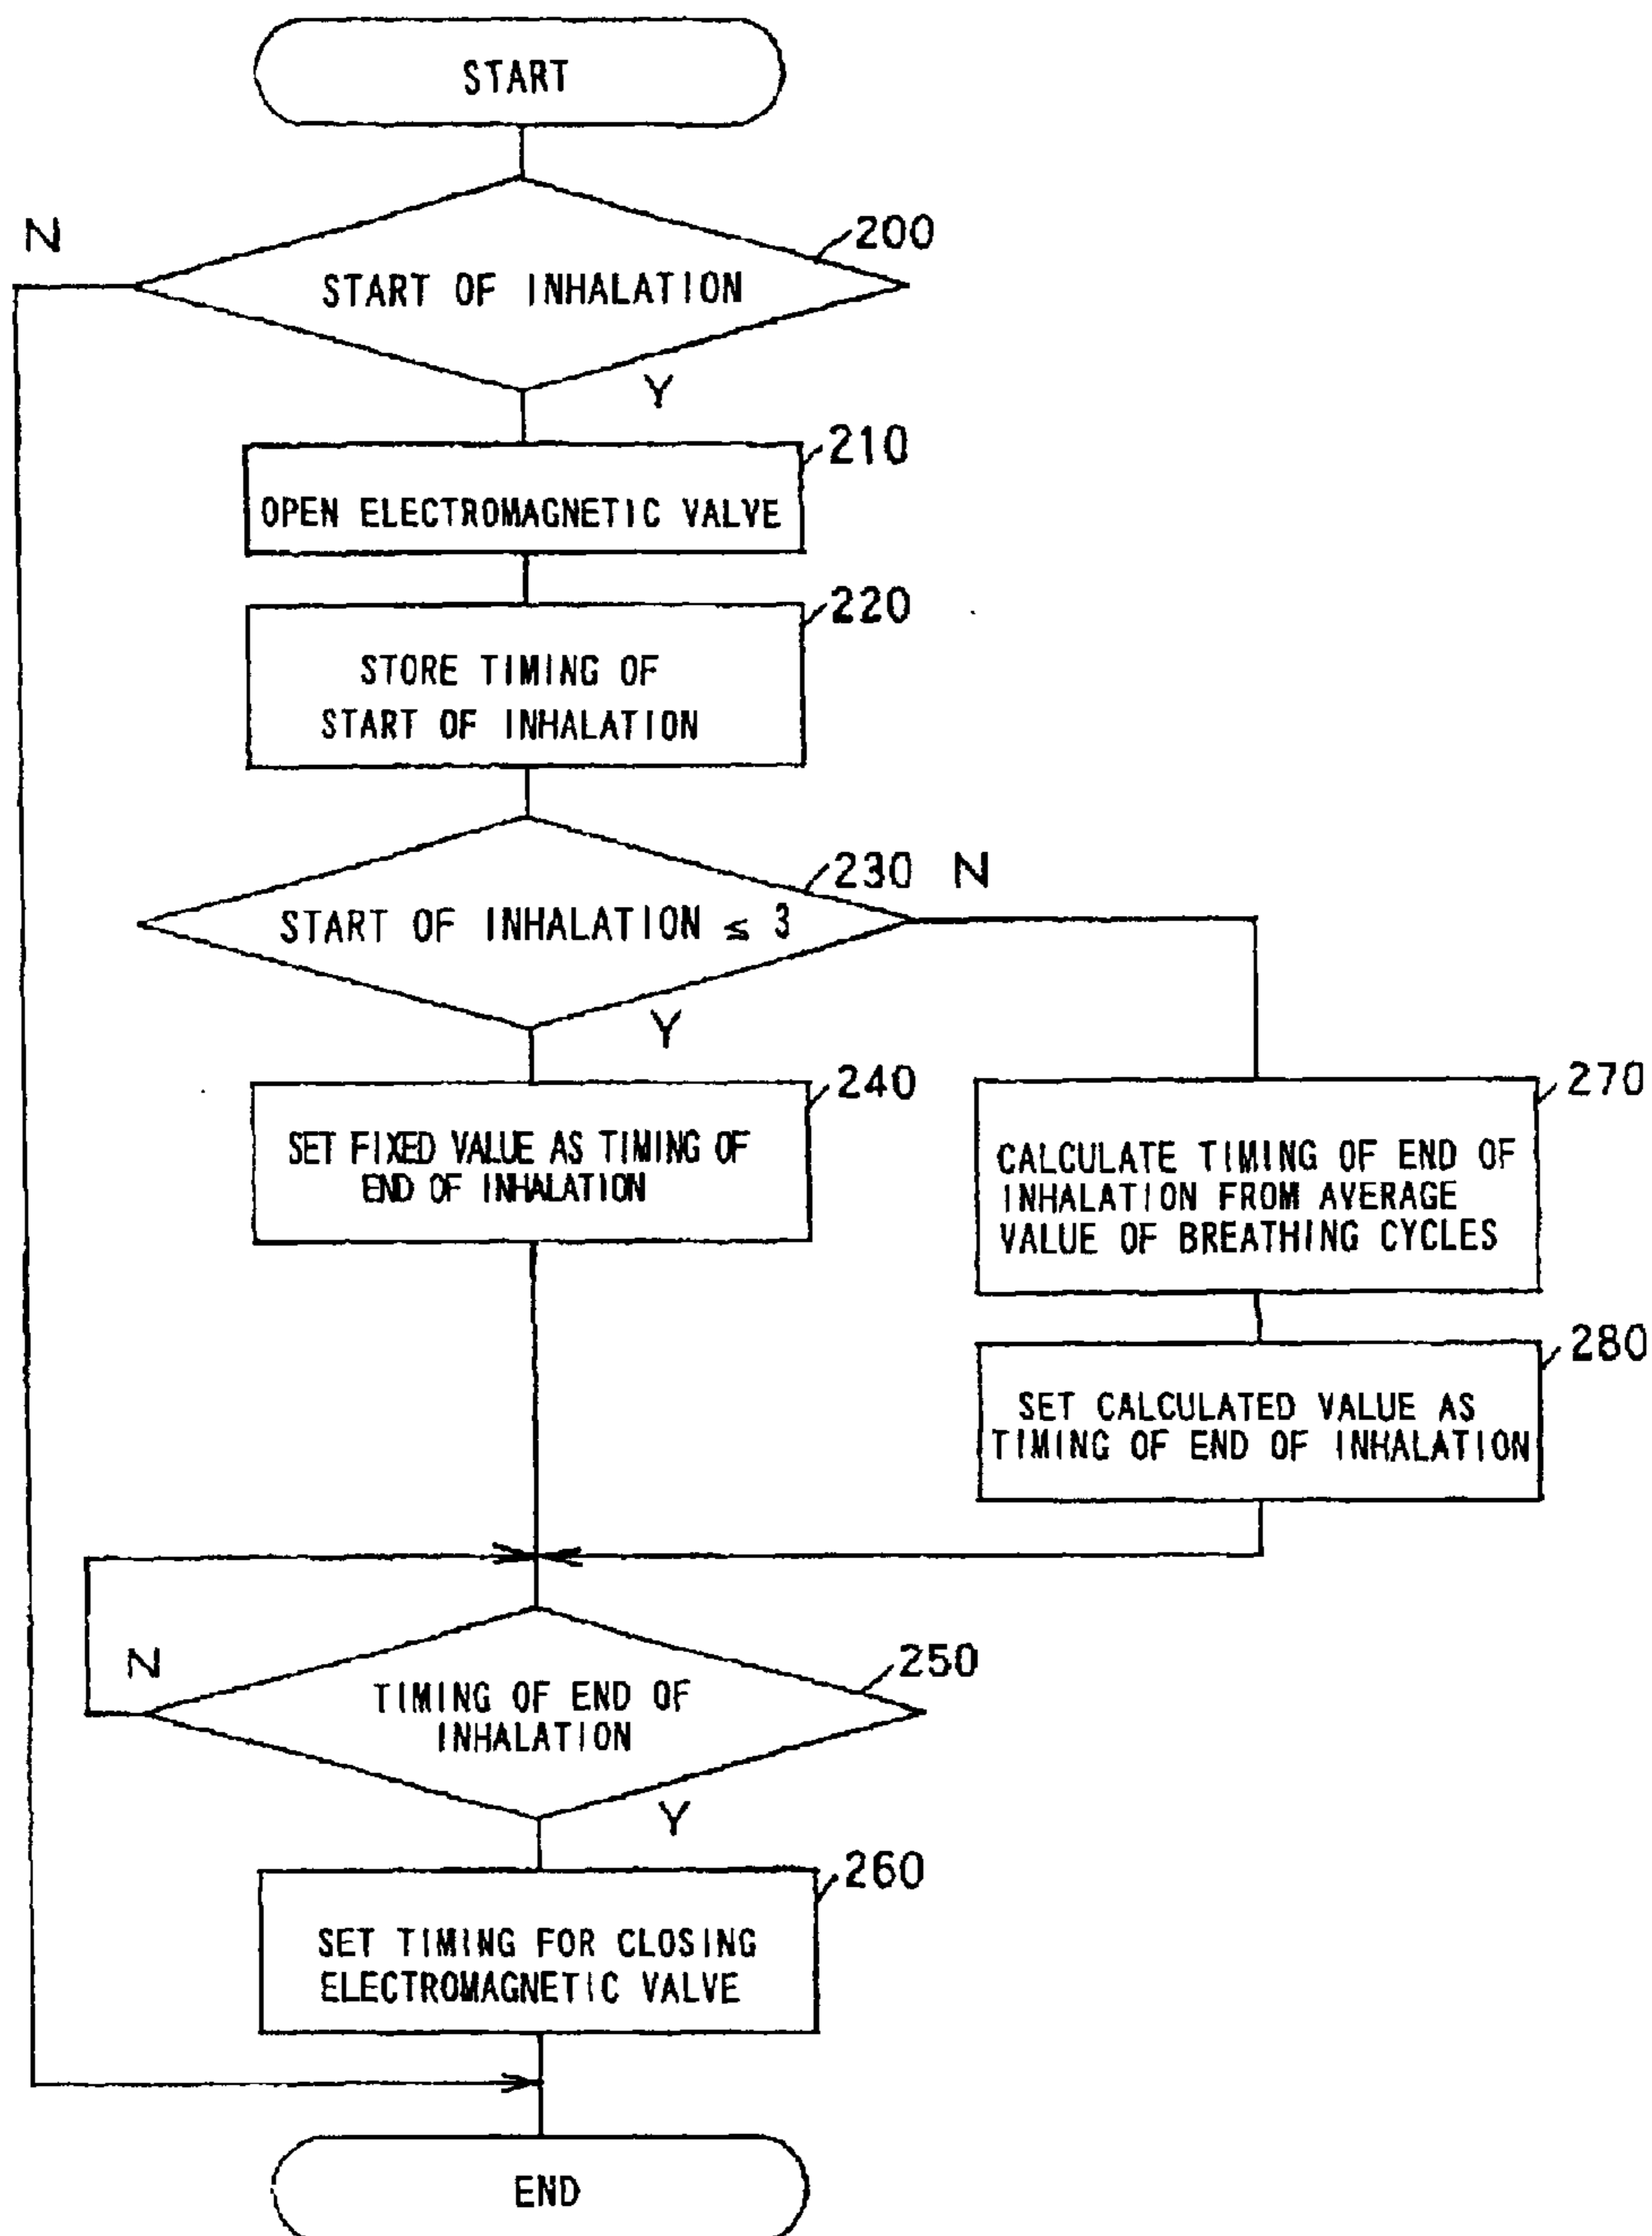 START
N
200
START OF INHALATION
Y
210
OPEN ELECTROMAGNETIC VALVE
220
STORE TIMING OF
START OF INHALATION
230
N
START OF INHALATION ≤ 3
Y
240
SET FIXED VALUE AS TIMING OF
END OF INHALATION
270
CALCULATE TIMING OF END OF
INHALATION FROM AVERAGE
VALUE OF BREATHING CYCLES
280
SET CALCULATED VALUE AS
TIMING OF END OF INHALATION
N
250
TIMING OF END OF
INHALATION
Y
260
SET TIMING FOR CLOSING
ELECTROMAGNETIC VALVE
END